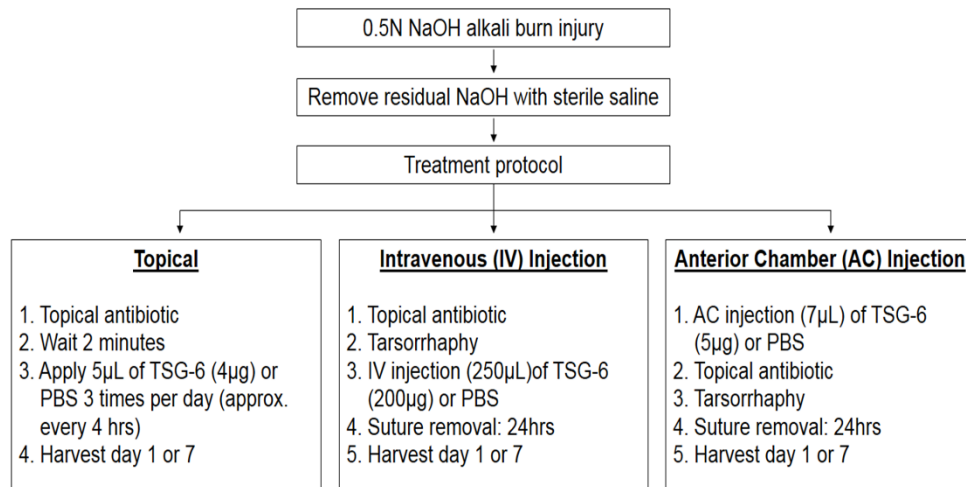 0.5N NaOH alkali burn injury
Remove residual NaOH with sterile saline
Treatment protocol
Topical
1. Topical antibiotic
2. Wait 2 minutes
3. Apply 5µL of TSG-6 (4µg) or
PBS 3 times per day (approx.
every 4 hrs)
4. Harvest day 1 or 7
Intravenous (IV) Injection
1. Topical antibiotic
2. Tarsorrhaphy
3. IV injection (250µL)of TSG-6
(200µg) or PBS
4. Suture removal: 24hrs
5. Harvest day 1 or 7
Anterior Chamber (AC) Injection
1. AC injection (7µL) of TSG-6
(5µg) or PBS
2. Topical antibiotic
3. Tarsorrhaphy
4. Suture removal: 24hrs
5. Harvest day 1 or 7